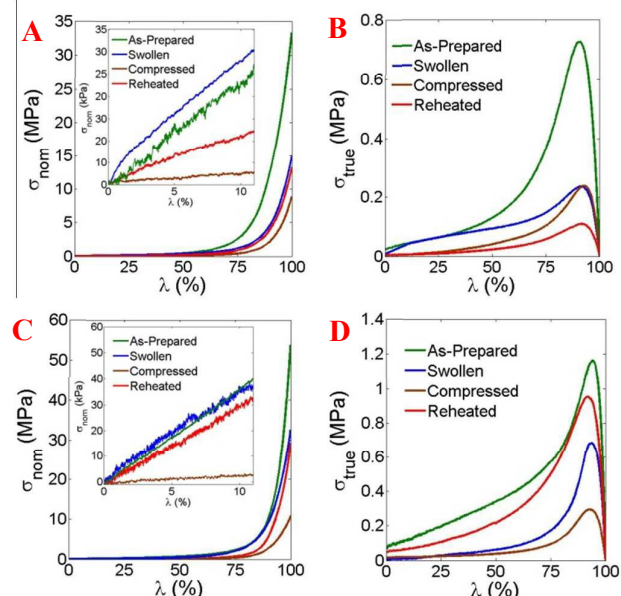 A
35
30
25
20
15
10
5
0
σnom (MPa)
0 25 50 75 100
λ (%)
35
30
25
20
15
10
5
0
σnom (kPa)
0 5 10
λ (%)
As-Prepared
Swollen
Compressed
Reheated
B
0.8
0.6
0.4
0.2
0
σtrue (MPa)
0 25 50 75 100
λ (%)
As-Prepared
Swollen
Compressed
Reheated
C
60
50
40
30
20
10
0
σnom (MPa)
0 25 50 75 100
λ (%)
60
50
40
30
20
10
0
σnom (kPa)
0 5 10
λ (%)
As-Prepared
Swollen
Compressed
Reheated
D
1.4
1.2
1
0.8
0.6
0.4
0.2
0
σtrue (MPa)
0 25 50 75 100
λ (%)
As-Prepared
Swollen
Compressed
Reheated